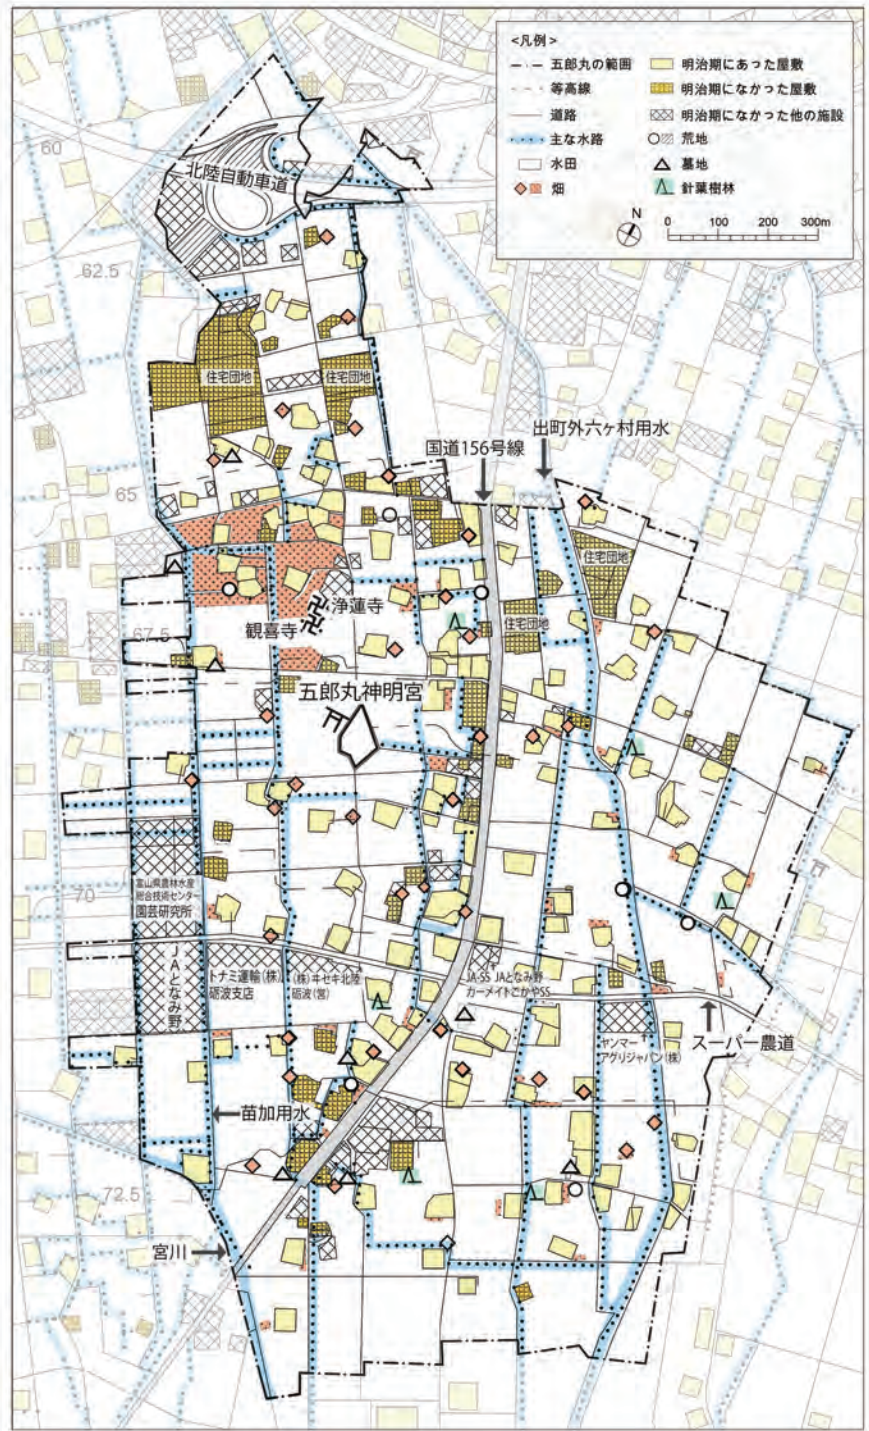 <凡例>
五郎丸の範囲
等高線
道路
主な水路
水田
畑
明治期にあった屋敷
明治期になかった屋敷
明治期になかった他の施設
荒地
墓地
針葉樹林
N
0 100 200 300m
60
北陸自動車道
62.5
住宅団地
住宅団地
出町外六ヶ村用水
国道156号線
65
住宅団地
浄蓮寺
観喜寺
住宅団地
67.5
五郎丸神明宮
70
富山県農林水産
総合技術センター
園芸研究所
JAとなみ野
トナミ運輸(株)
砺波支店
(株)ヰセキ北陸
砺波(営)
JA-SS JAとなみ野
カーメイトごかやSS
ヤンマー
アグリジャパン(株)
スーパー農道
苗加用水
72.5
宮川